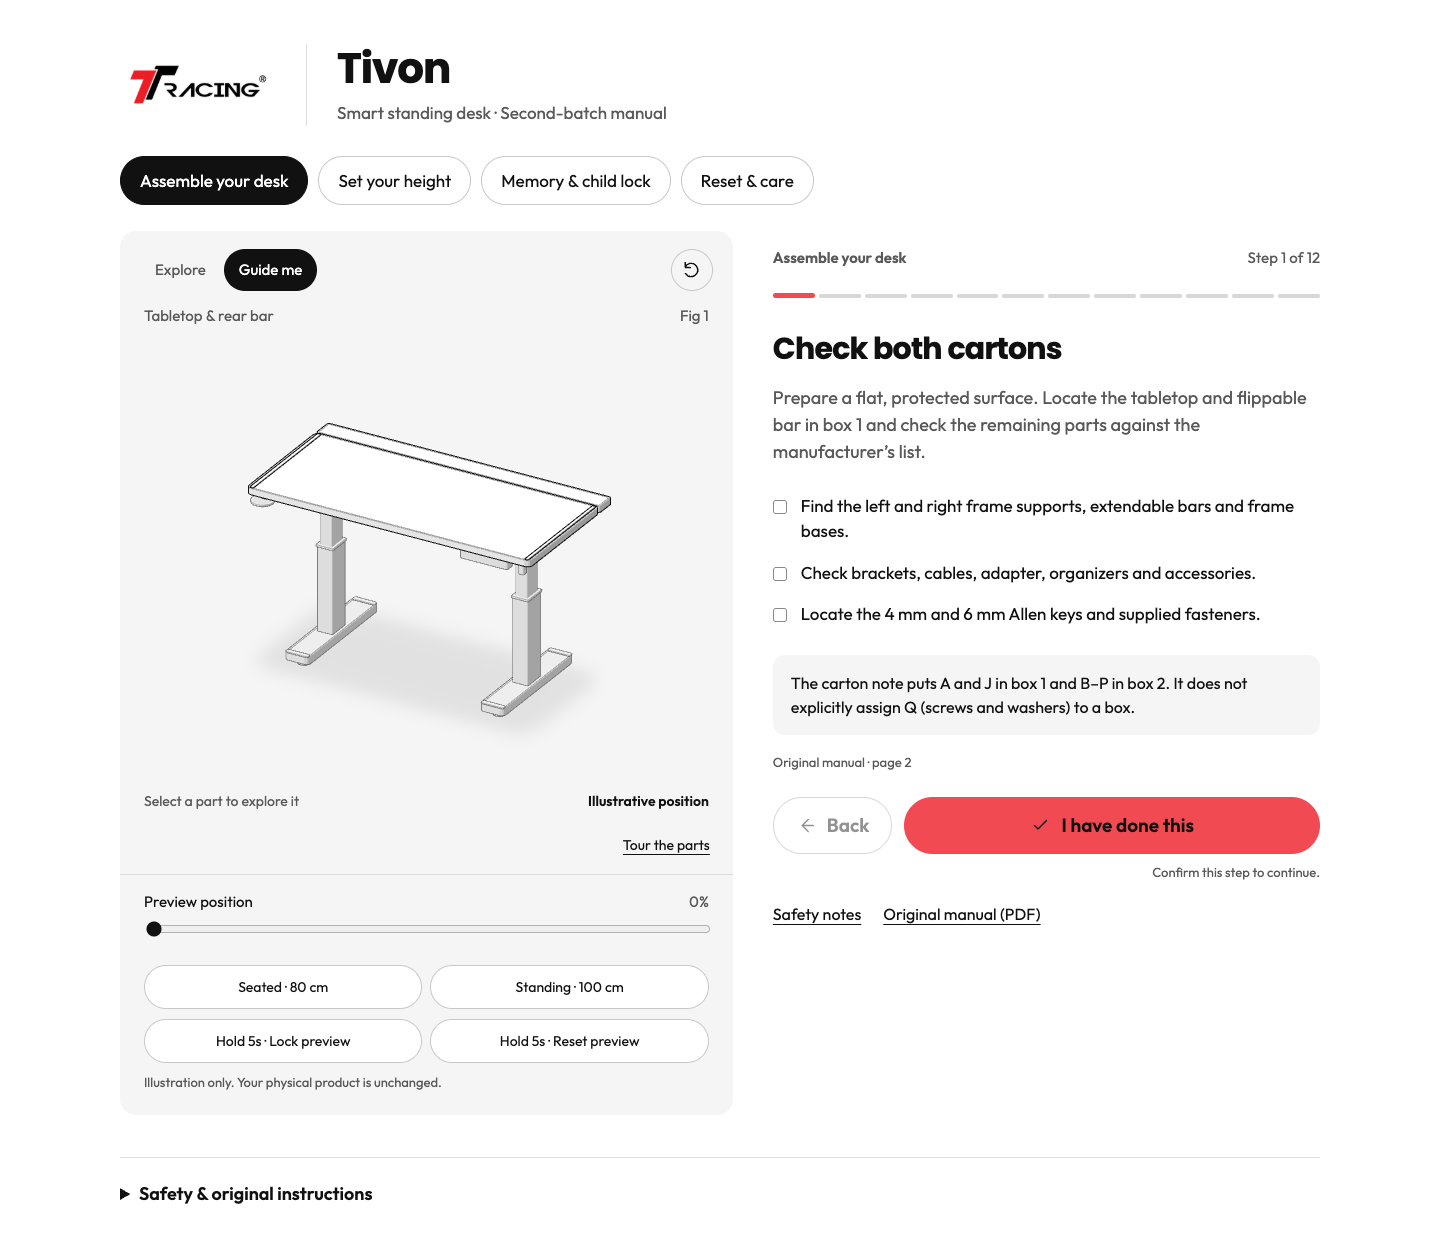 TTRACING®
Tivon
Smart standing desk · Second-batch manual
Assemble your desk
Set your height
Memory & child lock
Reset & care
Explore
Guide me
Tabletop & rear bar
Fig 1
Select a part to explore it
Illustrative position
Tour the parts
Preview position
0%
Seated · 80 cm
Standing · 100 cm
Hold 5s · Lock preview
Hold 5s · Reset preview
Illustration only. Your physical product is unchanged.
Assemble your desk
Step 1 of 12
Check both cartons
Prepare a flat, protected surface. Locate the tabletop and flippable
bar in box 1 and check the remaining parts against the
manufacturer’s list.
Find the left and right frame supports, extendable bars and frame
bases.
Check brackets, cables, adapter, organizers and accessories.
Locate the 4 mm and 6 mm Allen keys and supplied fasteners.
The carton note puts A and J in box 1 and B–P in box 2. It does not
explicitly assign Q (screws and washers) to a box.
Original manual · page 2
Back
I have done this
Confirm this step to continue.
Safety notes
Original manual (PDF)
Safety & original instructions